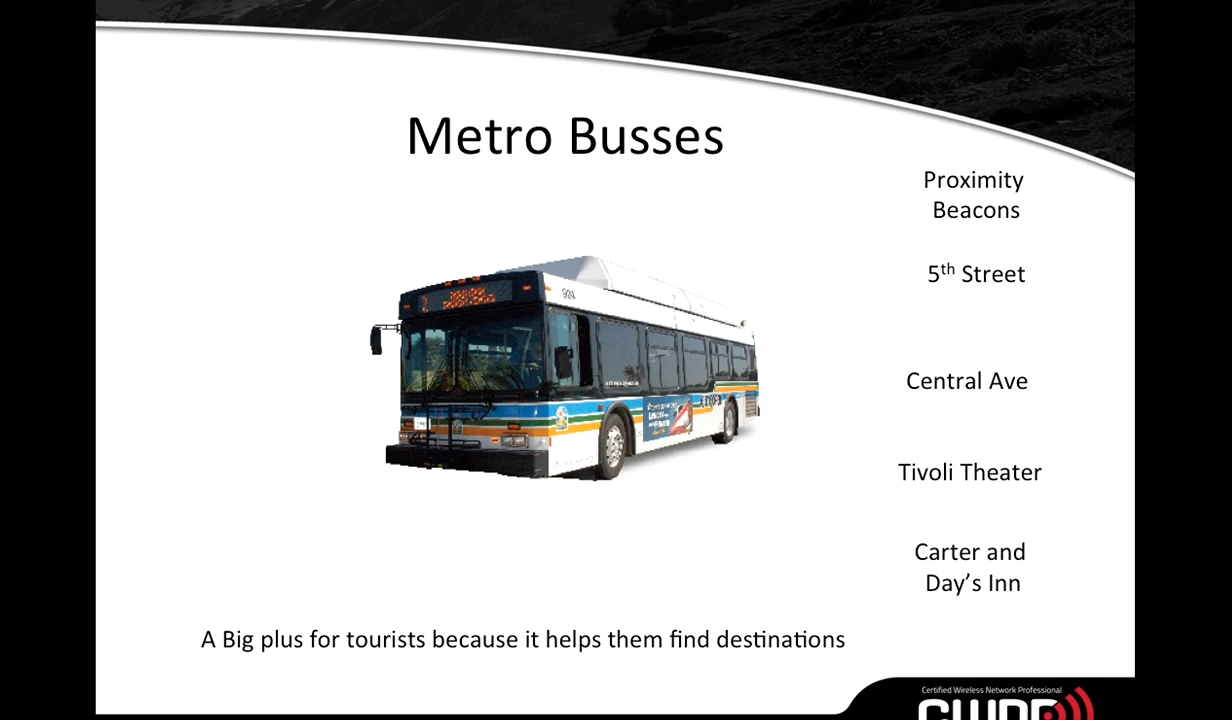 Metro Busses
Proximity
Beacons
5th Street
Central Ave
Tivoli Theater
Carter and
Day’s Inn
A Big plus for tourists because it helps them find destinations
Certified Wireless Network Professional